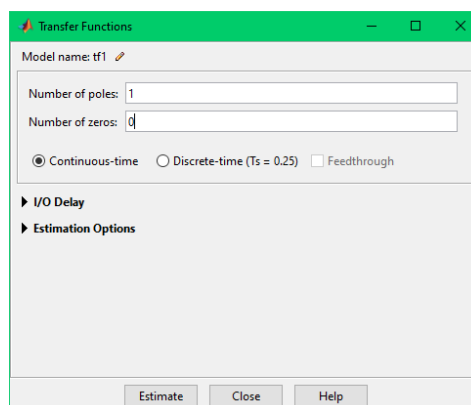 Transfer Functions
Model name: tf1
Number of poles: 1
Number of zeros: 0
Continuous-time Discrete-time (Ts = 0.25) Feedthrough
I/O Delay
Estimation Options
Estimate Close Help